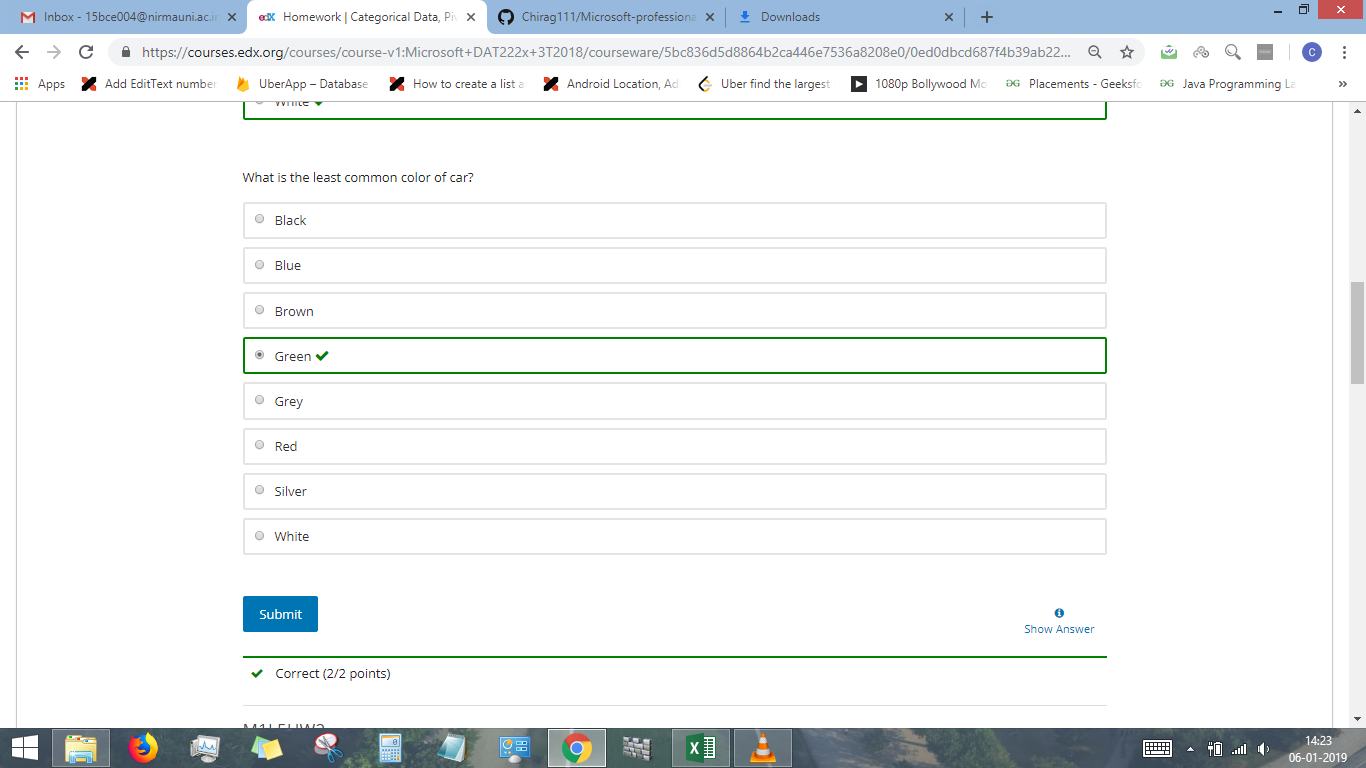 Inbox - 15bce004@nirmauni.ac.in
edX Homework | Categorical Data, Piv
Chirag111/Microsoft-professiona
Downloads
https://courses.edx.org/courses/course-v1:Microsoft+DAT222x+3T2018/courseware/5bc836d5d8864b2ca446e7536a8208e0/0ed0dbcd687f4b39ab22...
C
Apps
Add EditText number
UberApp – Database
How to create a list a
Android Location, Ad
Uber find the largest
1080p Bollywood Mo
Placements - Geeksfo
Java Programming La
»
White
What is the least common color of car?
Black
Blue
Brown
Green
Grey
Red
Silver
White
Submit
Show Answer
Correct (2/2 points)
14:23
06-01-2019